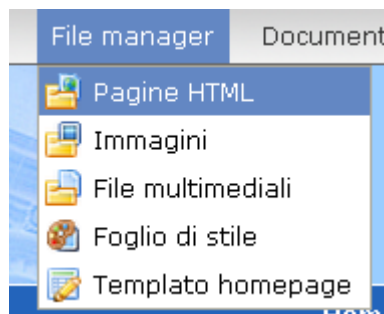 File manager Document
Pagine HTML
Immagini
File multimediali
Foglio di stile
Templato homepage